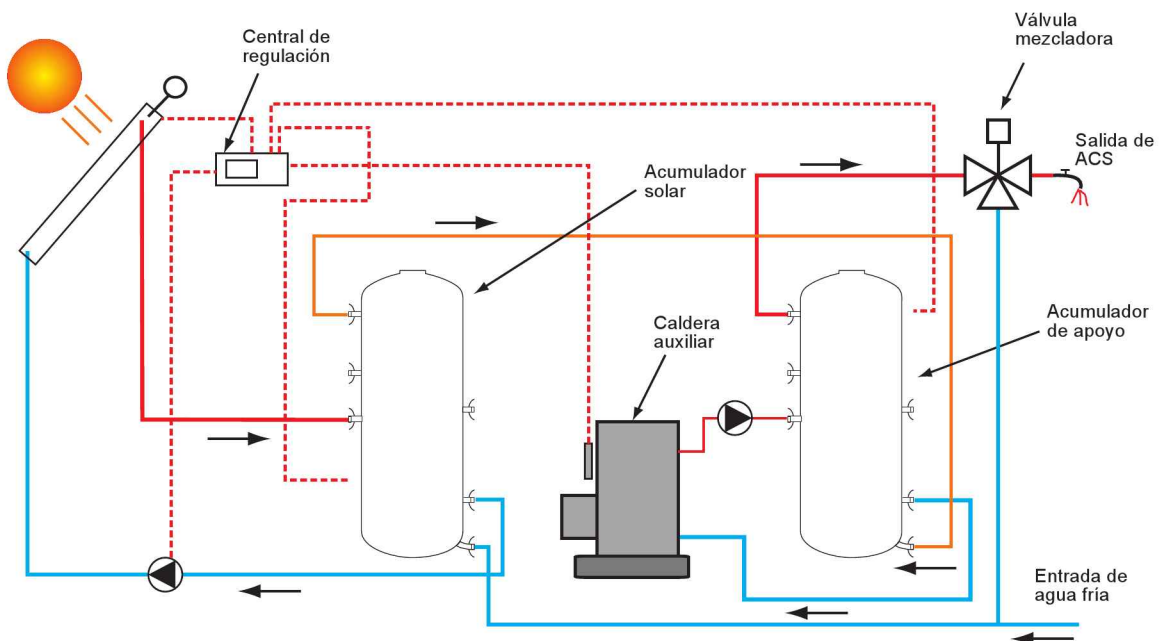 Central de
regulación
Válvula
mezcladora
Salida de
ACS
Acumulador
solar
Caldera
auxiliar
Acumulador
de apoyo
Entrada de
agua fría